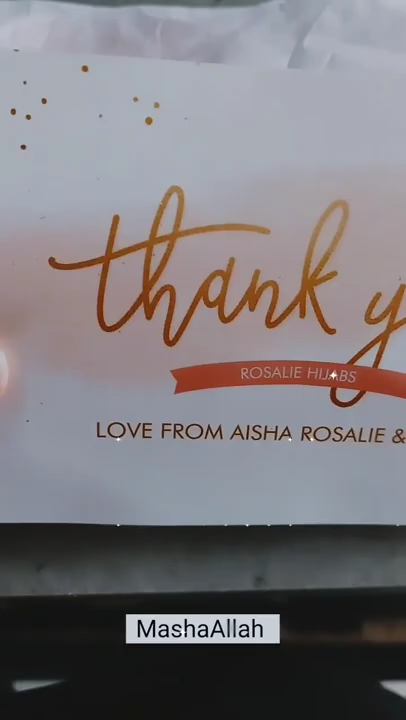 thank y
ROSALIE HIJABS
LOVE FROM AISHA ROSALIE &
MashaAllah